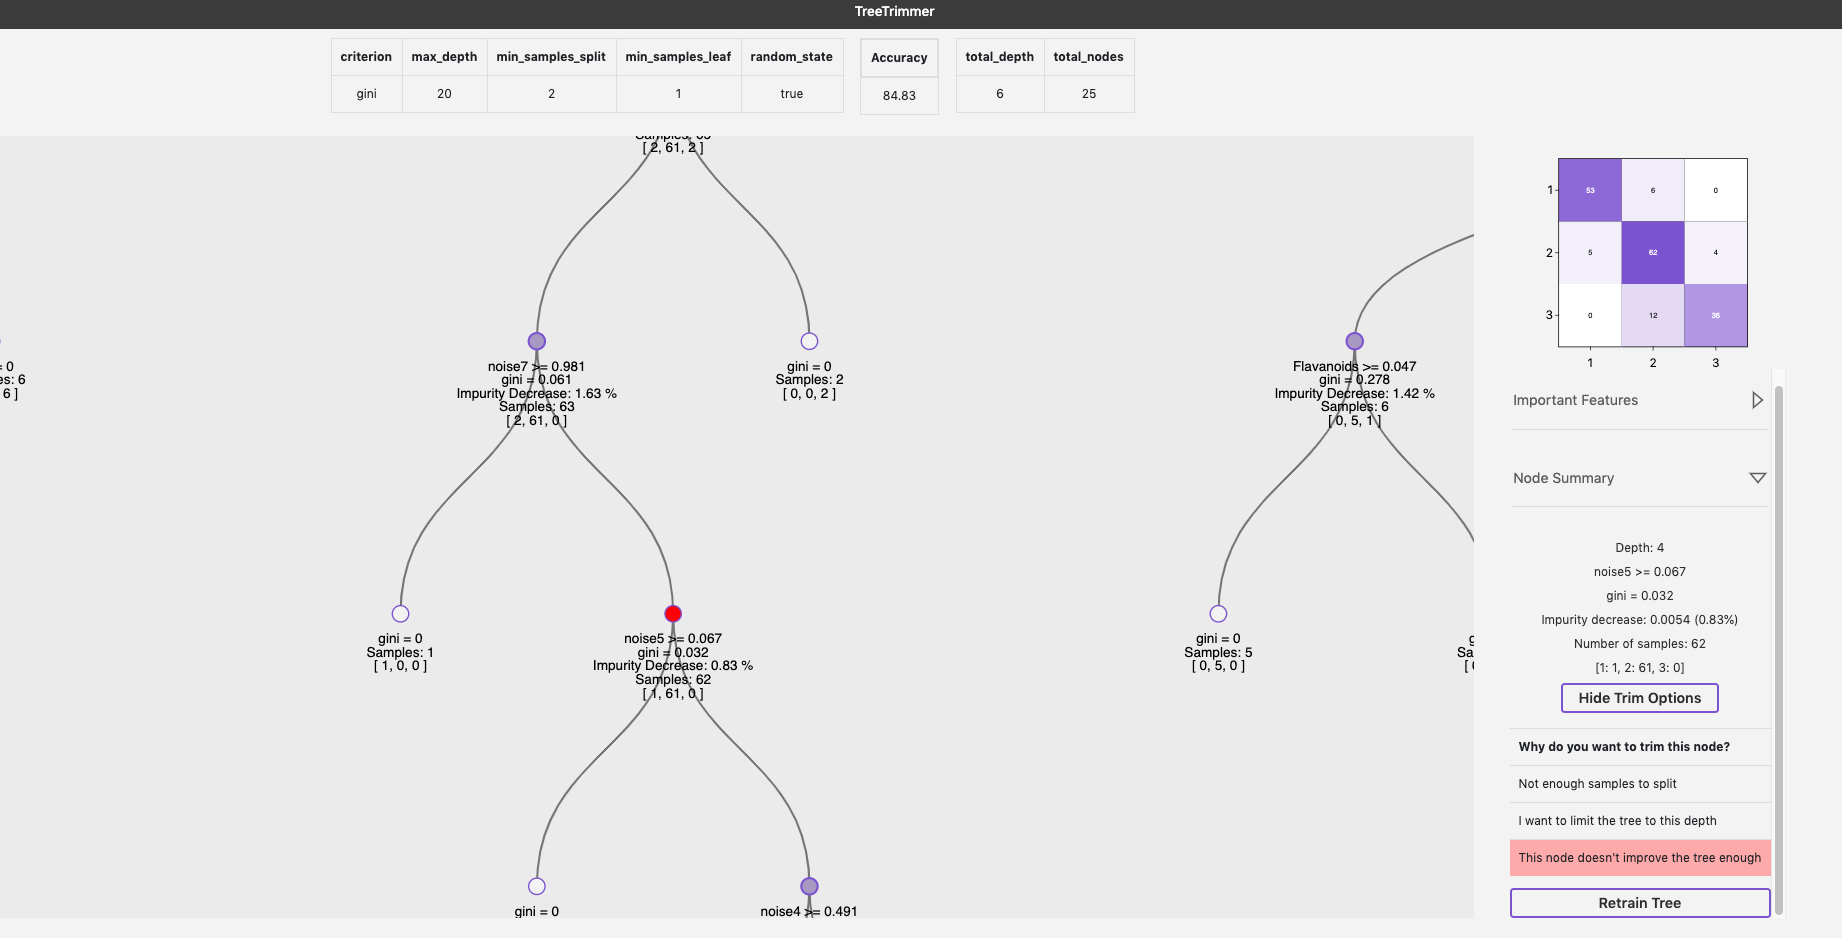 TreeTrimmer
criterion max_depth min_samples_split min_samples_leaf random_state
gini 20 2 1 true
Accuracy
84.83
total_depth total_nodes
6 25
[ 2, 61, 2 ]
= 0
es: 6
6 ]
noise7 >= 0.981
gini = 0.061
Impurity Decrease: 1.63 %
Samples: 63
[ 2, 61, 0 ]
gini = 0
Samples: 2
[ 0, 0, 2 ]
Flavanoids >= 0.047
gini = 0.278
Impurity Decrease: 1.42 %
Samples: 6
[ 0, 5, 1 ]
gini = 0
Samples: 1
[ 1, 0, 0 ]
noise5 >= 0.067
gini = 0.032
Impurity Decrease: 0.83 %
Samples: 62
[ 1, 61, 0 ]
gini = 0
Samples: 5
[ 0, 5, 0 ]
g
Sa
[ 
gini = 0
noise4 >= 0.491
1 53 6 0
2 5 62 4
3 0 12 36
1 2 3
Important Features
Node Summary
Depth: 4
noise5 >= 0.067
gini = 0.032
Impurity decrease: 0.0054 (0.83%)
Number of samples: 62
[1: 1, 2: 61, 3: 0]
Hide Trim Options
Why do you want to trim this node?
Not enough samples to split
I want to limit the tree to this depth
This node doesn't improve the tree enough
Retrain Tree